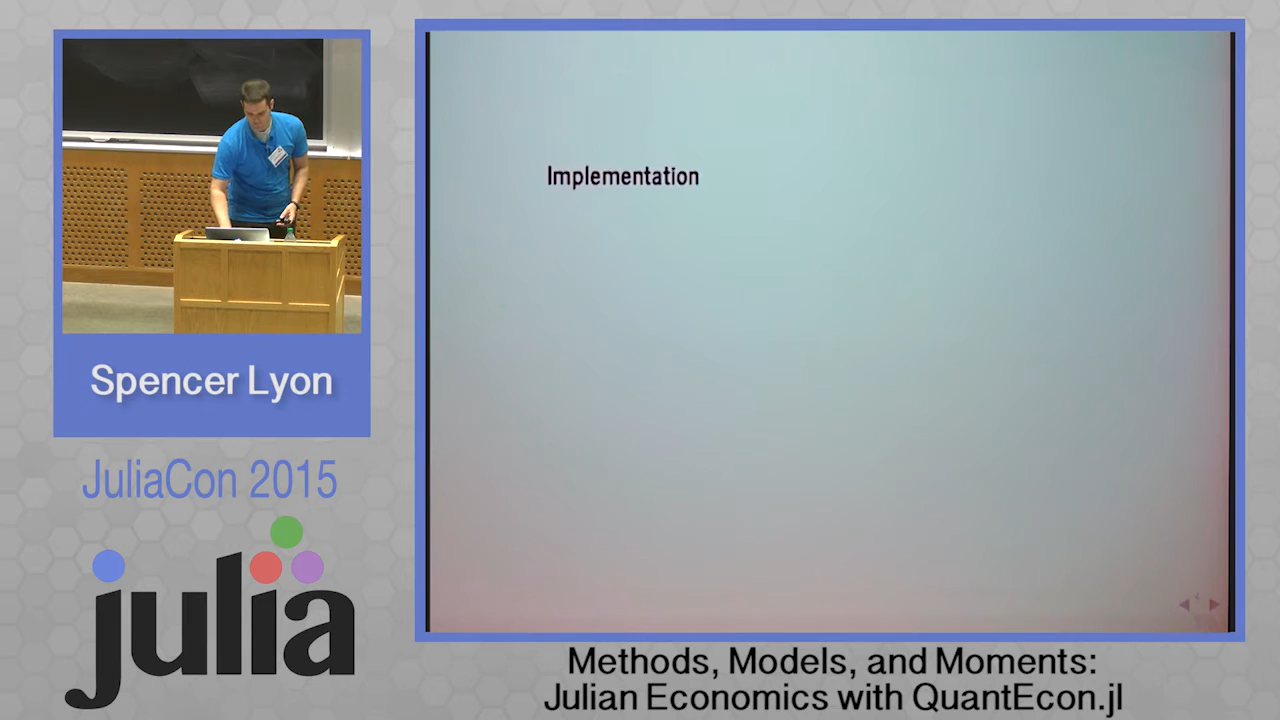 Implementation
Spencer Lyon
JuliaCon 2015
julia
Methods, Models, and Moments:
Julian Economics with QuantEcon.jl